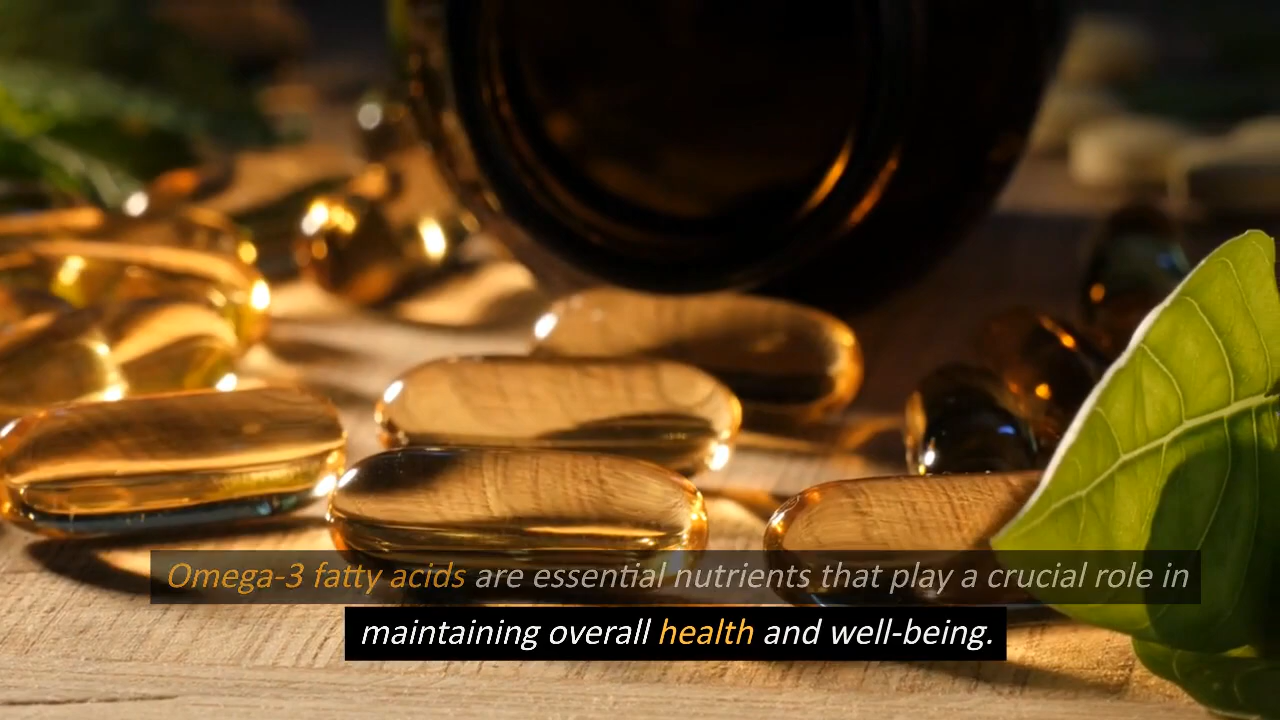 Omega-3 fatty acids are essential nutrients that play a crucial role in
maintaining overall health and well-being.